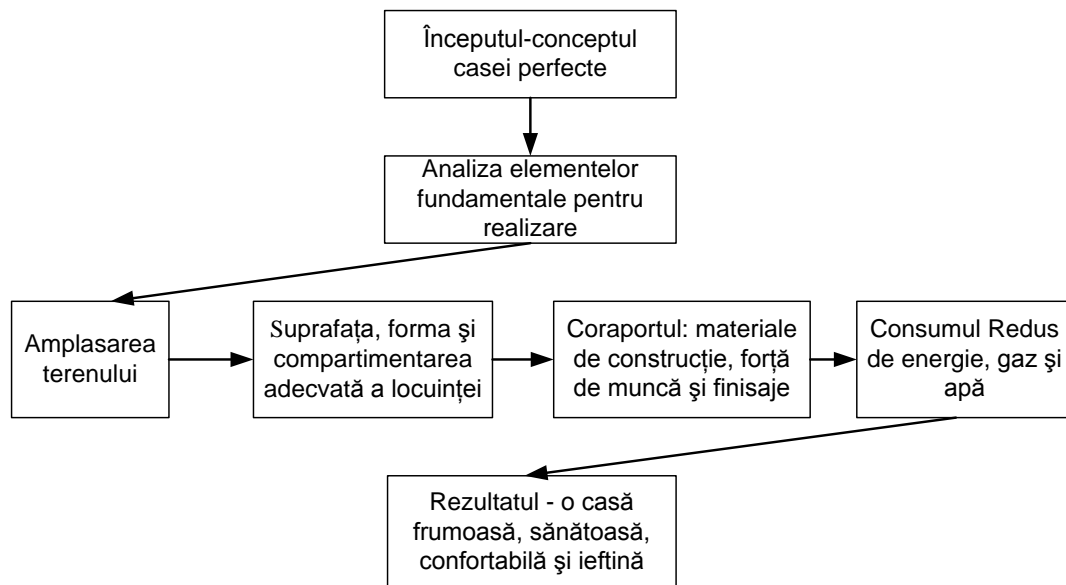 Începutul-conceptul
casei perfecte
Analiza elementelor
fundamentale pentru
realizare
Amplasarea
terenului
Suprafața, forma şi
compartimentarea
adecvată a locuinței
Coraportul: materiale
de construcție, forță
de muncă şi finisaje
Consumul Redus
de energie, gaz şi
apă
Rezultatul - o casă
frumoasă, sănătoasă,
confortabilă şi ieftină